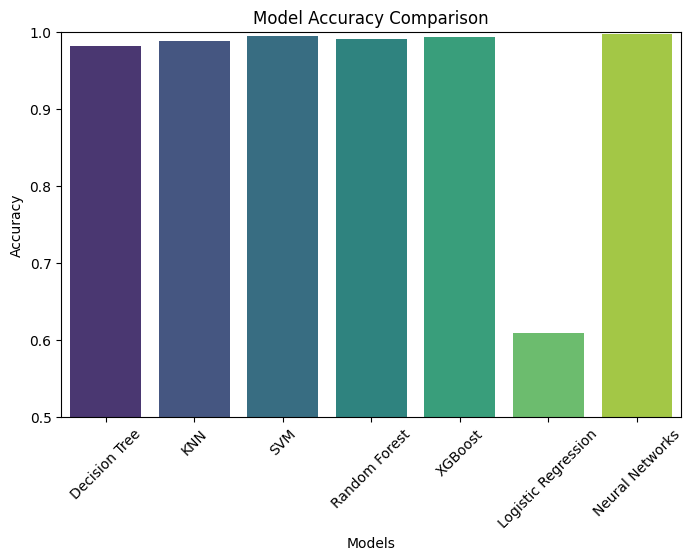 Model Accuracy Comparison
1.0
0.9
0.8
0.7
0.6
0.5
Accuracy
Decision Tree
KNN
SVM
Random Forest
XGBoost
Logistic Regression
Neural Networks
Models